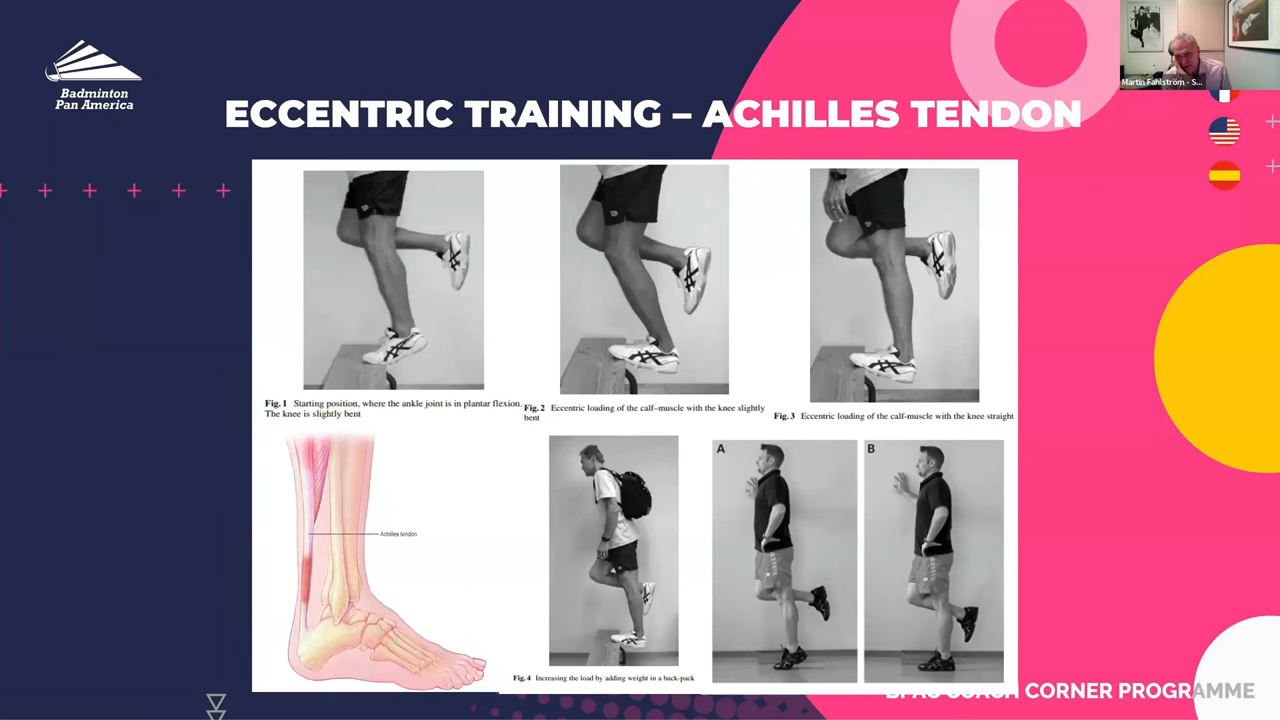 Badminton
Pan America
Martin Fahlström - S...
ECCENTRIC TRAINING – ACHILLES TENDON
Fig. 1 Starting position, where the ankle joint is in plantar flexion.
The knee is slightly bent
Fig. 2 Eccentric loading of the calf–muscle with the knee slightly
bent
Fig. 3 Eccentric loading of the calf-muscle with the knee straight
Achilles tendon
Fig. 4 Increasing the load by adding weight in a back-pack
A
B
COACH CORNER PROGRAMME